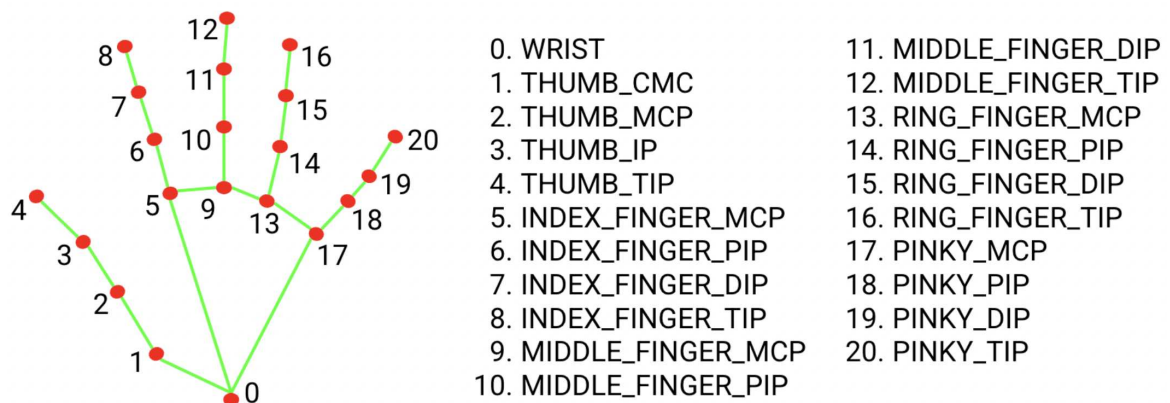 12
8
16
11
7
15
10
6
20
14
19
5
9
13
18
4
17
3
2
1
0
0. WRIST
1. THUMB_CMC
2. THUMB_MCP
3. THUMB_IP
4. THUMB_TIP
5. INDEX_FINGER_MCP
6. INDEX_FINGER_PIP
7. INDEX_FINGER_DIP
8. INDEX_FINGER_TIP
9. MIDDLE_FINGER_MCP
10. MIDDLE_FINGER_PIP
11. MIDDLE_FINGER_DIP
12. MIDDLE_FINGER_TIP
13. RING_FINGER_MCP
14. RING_FINGER_PIP
15. RING_FINGER_DIP
16. RING_FINGER_TIP
17. PINKY_MCP
18. PINKY_PIP
19. PINKY_DIP
20. PINKY_TIP